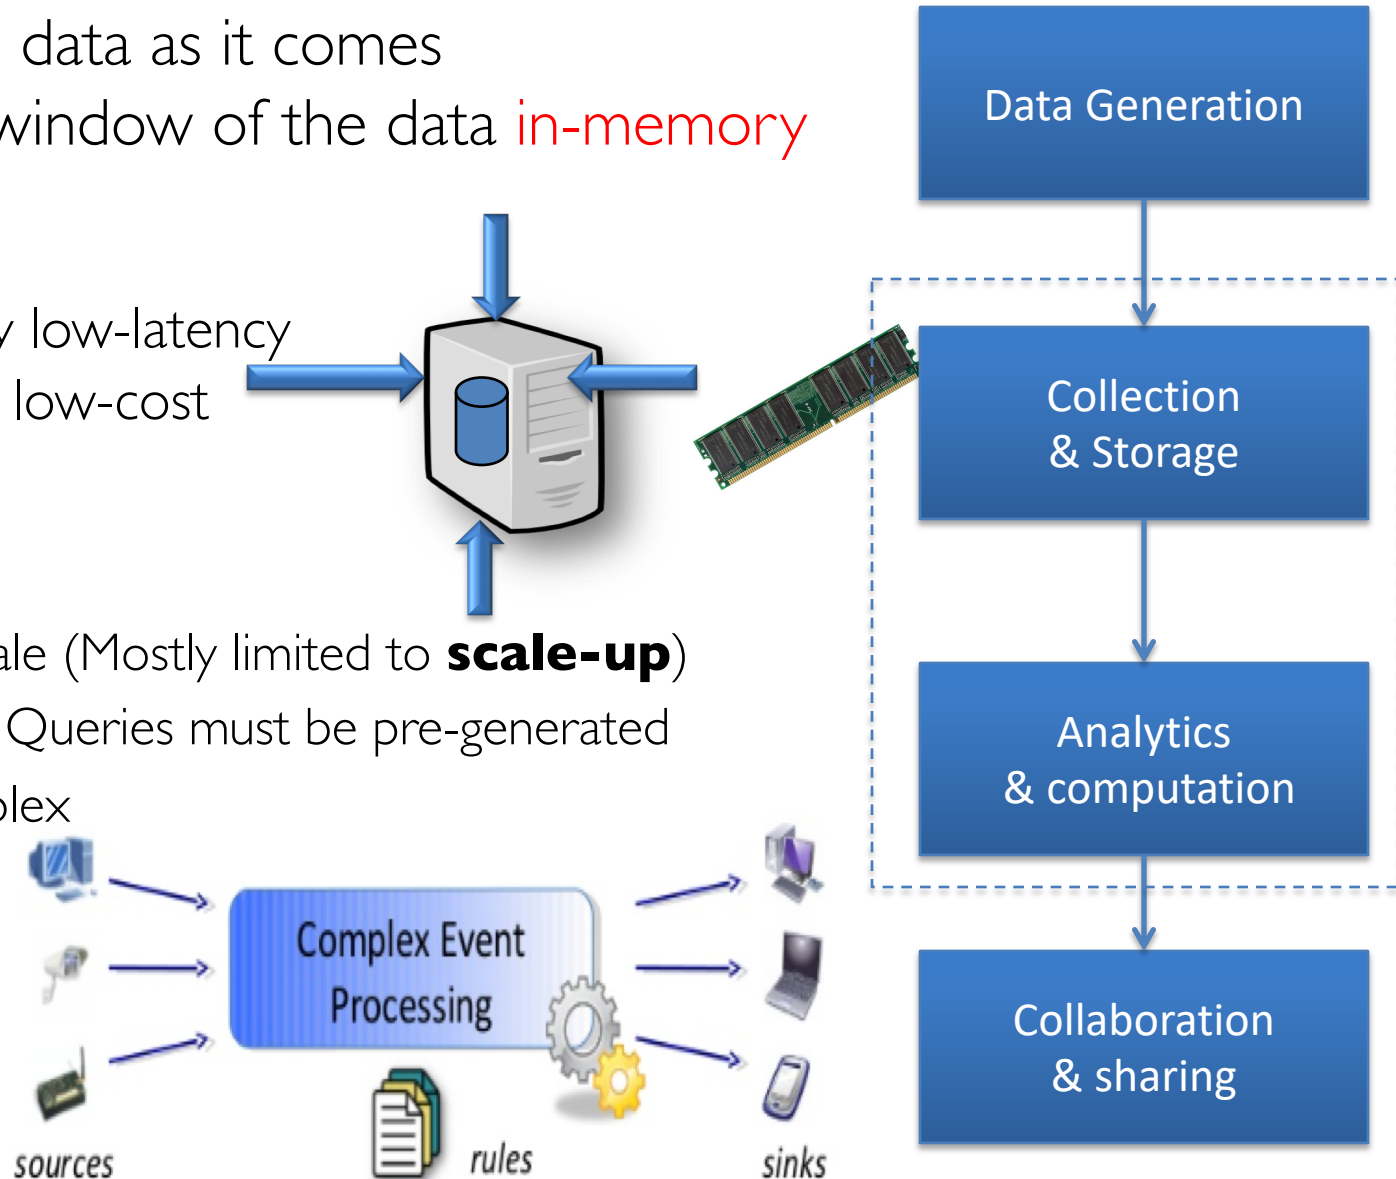 data as it comes
window of the data in-memory
y low-latency
low-cost
ale (Mostly limited to scale-up)
Queries must be pre-generated
plex
Complex Event
Processing
sources
rules
sinks
Data Generation
Collection
& Storage
Analytics
& computation
Collaboration
& sharing